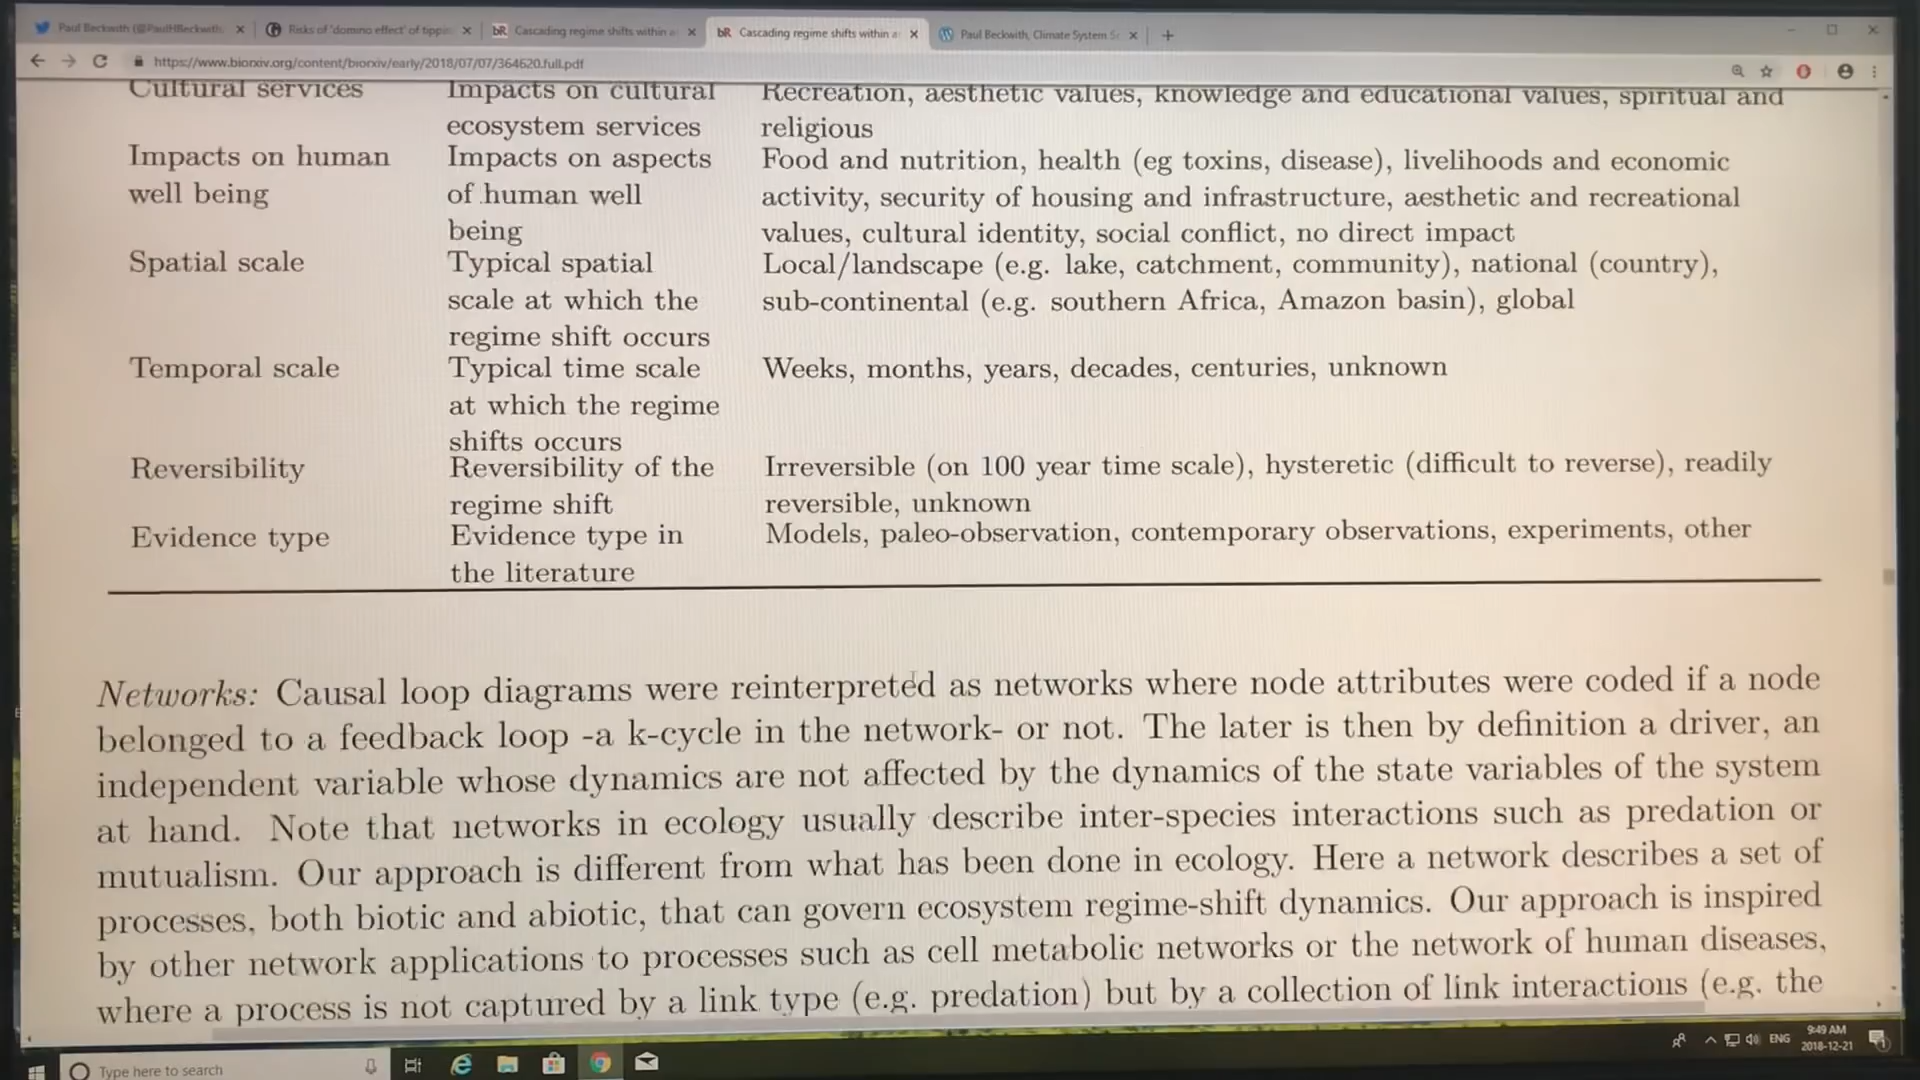 Paul Beckwith (@PaulHBeckwith
Risks of 'domino effect' of tippin
bR Cascading regime shifts within a
bR Cascading regime shifts within a
Paul Beckwith, Climate System Sc
https://www.biorxiv.org/content/biorxiv/early/2018/07/07/364620.full.pdf
Cultural services Impacts on cultural Recreation, aesthetic values, knowledge and educational values, spiritual and
ecosystem services religious
Impacts on human Impacts on aspects Food and nutrition, health (eg toxins, disease), livelihoods and economic
well being of human well activity, security of housing and infrastructure, aesthetic and recreational
being values, cultural identity, social conflict, no direct impact
Spatial scale Typical spatial Local/landscape (e.g. lake, catchment, community), national (country),
scale at which the sub-continental (e.g. southern Africa, Amazon basin), global
regime shift occurs
Temporal scale Typical time scale Weeks, months, years, decades, centuries, unknown
at which the regime
shifts occurs
Reversibility Reversibility of the Irreversible (on 100 year time scale), hysteretic (difficult to reverse), readily
regime shift reversible, unknown
Evidence type Evidence type in Models, paleo-observation, contemporary observations, experiments, other
the literature
Networks: Causal loop diagrams were reinterpreted as networks where node attributes were coded if a node
belonged to a feedback loop -a k-cycle in the network- or not. The later is then by definition a driver, an
independent variable whose dynamics are not affected by the dynamics of the state variables of the system
at hand. Note that networks in ecology usually describe inter-species interactions such as predation or
mutualism. Our approach is different from what has been done in ecology. Here a network describes a set of
processes, both biotic and abiotic, that can govern ecosystem regime-shift dynamics. Our approach is inspired
by other network applications to processes such as cell metabolic networks or the network of human diseases,
where a process is not captured by a link type (e.g. predation) but by a collection of link interactions (e.g. the
Type here to search
ENG
9:49 AM
2018-12-21